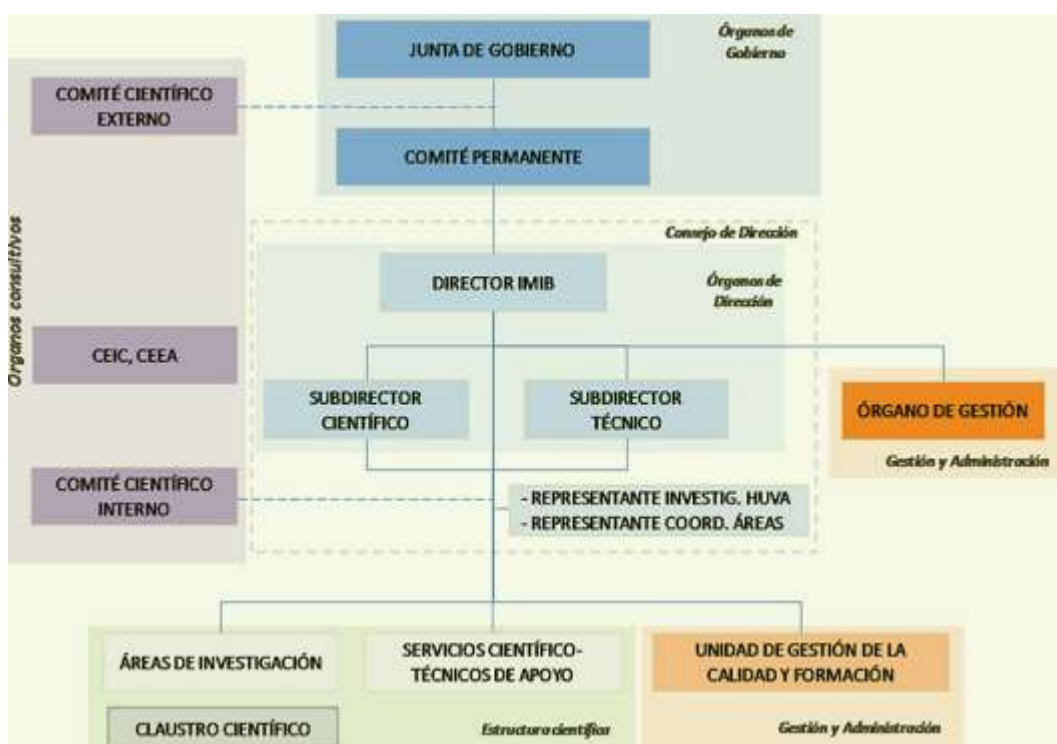 JUNTA DE GOBIERNO
Órganos de
Gobierno
COMITÉ CIENTÍFICO
EXTERNO
COMITÉ PERMANENTE
Órganos consultivos
Consejo de Dirección
DIRECTOR IMIB
Órganos de
Dirección
CEIC, CEEA
SUBDIRECTOR
CIENTÍFICO
SUBDIRECTOR
TÉCNICO
ÓRGANO DE GESTIÓN
Gestión y Administración
COMITÉ CIENTÍFICO
INTERNO
- REPRESENTANTE INVESTIG. HUVA
- REPRESENTANTE COORD. ÁREAS
ÁREAS DE INVESTIGACIÓN
SERVICIOS CIENTÍFICO-
TÉCNICOS DE APOYO
UNIDAD DE GESTIÓN DE LA
CALIDAD Y FORMACIÓN
CLAUSTRO CIENTÍFICO
Estructura científica
Gestión y Administración